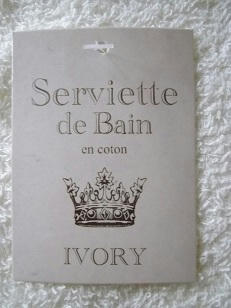 Serviette
de Bain
en coton
IVORY